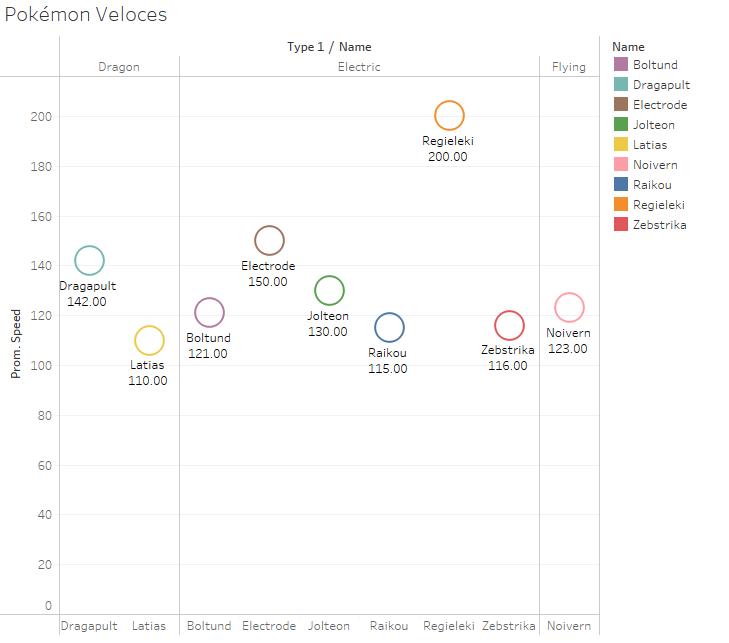 Pokémon Veloces
Type 1 / Name
Dragon
Electric
Flying
Prom. Speed
200
180
160
140
120
100
80
60
40
20
0
Regieleki
200.00
Electrode
150.00
Dragapult
142.00
Jolteon
130.00
Noivern
123.00
Boltund
121.00
Zebstrika
116.00
Raikou
115.00
Latias
110.00
Dragapult
Latias
Boltund
Electrode
Jolteon
Raikou
Regieleki
Zebstrika
Noivern
Name
Boltund
Dragapult
Electrode
Jolteon
Latias
Noivern
Raikou
Regieleki
Zebstrika